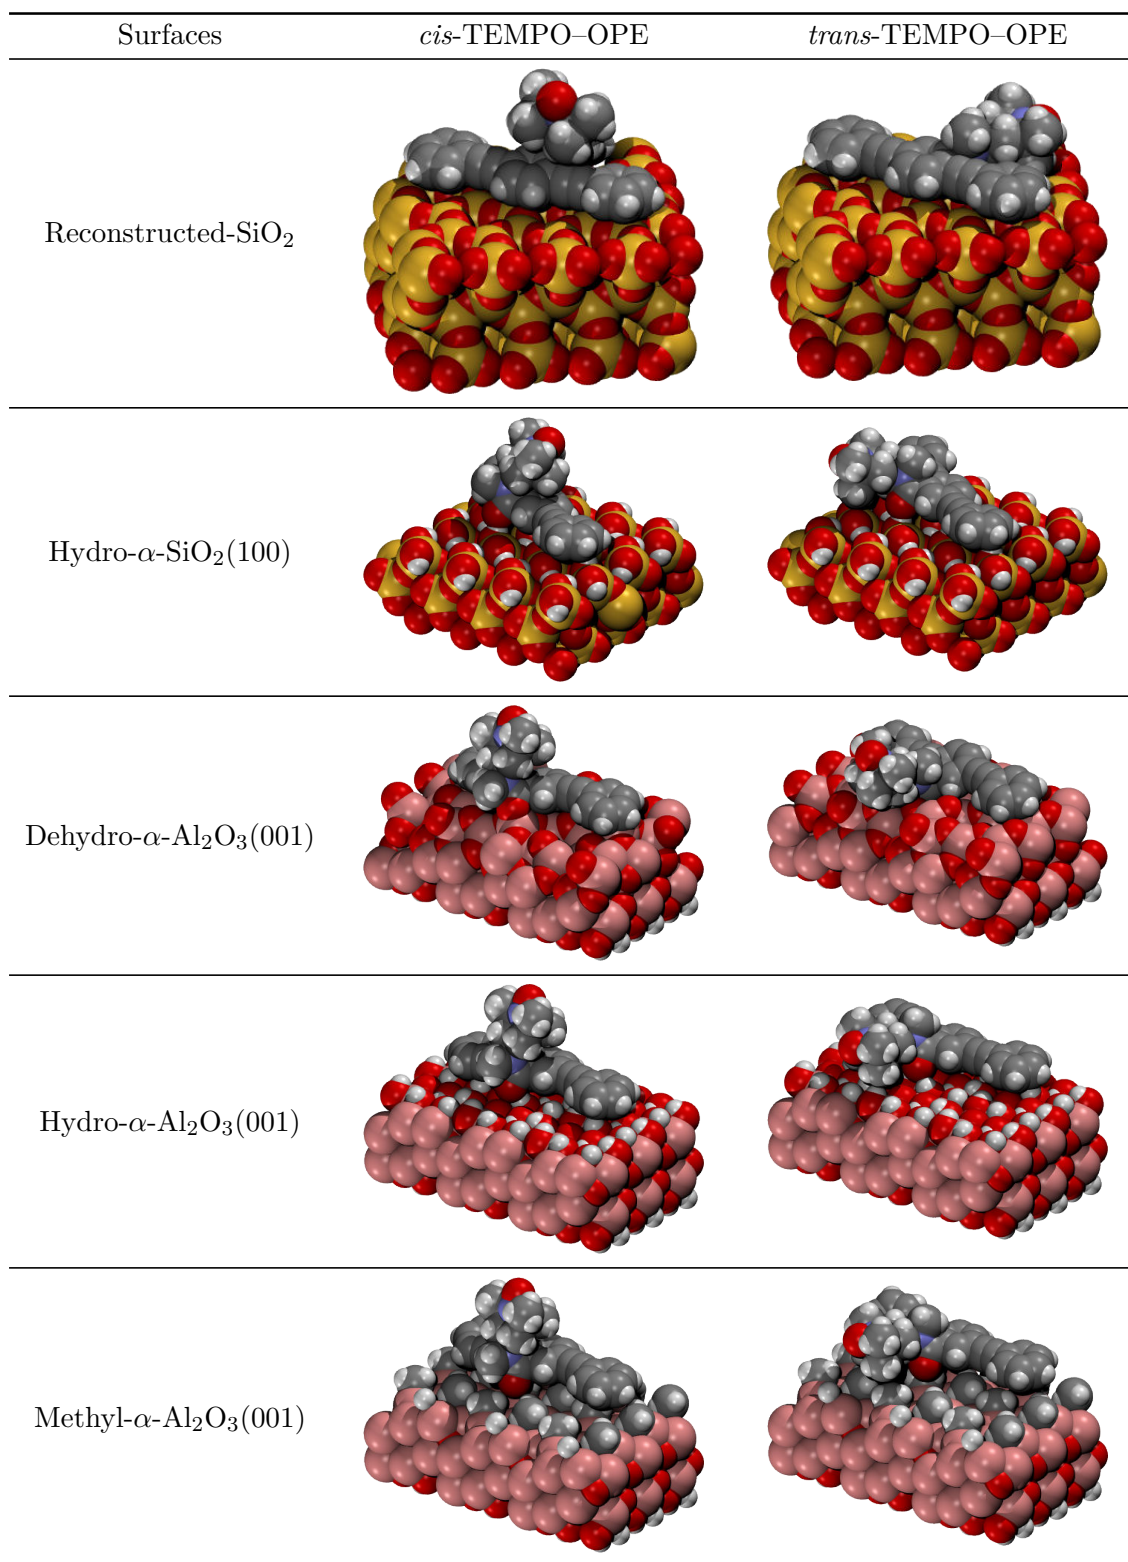 Surfaces cis-TEMPO–OPE trans-TEMPO–OPE
Reconstructed-SiO₂
Hydro-α-SiO₂(100)
Dehydro-α-Al₂O₃(001)
Hydro-α-Al₂O₃(001)
Methyl-α-Al₂O₃(001)